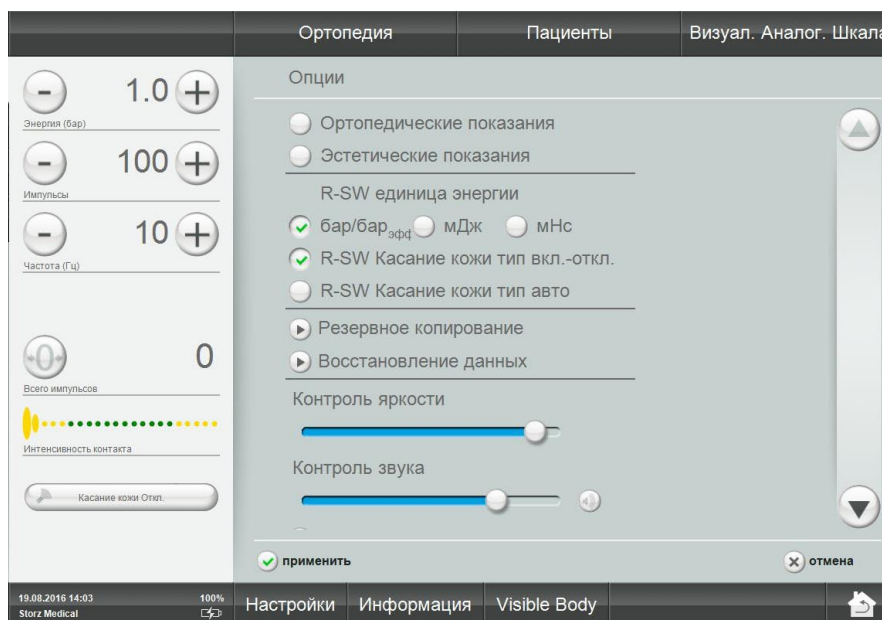 Ортопедия Пациенты Визуал. Аналог. Шкала
- 1.0 +
Энергия (бар)
- 100 +
Импульсы
- 10 +
Частота (Гц)
0 0
Всего импульсов
Интенсивность контакта
Касание кожи Откл.
Опции
Ортопедические показания
Эстетические показания
R-SW единица энергии
бар/барэфф мДж мНс
R-SW Касание кожи тип вкл.-откл.
R-SW Касание кожи тип авто
Резервное копирование
Восстановление данных
Контроль яркости
Контроль звука
применить отмена
19.08.2016 14:03 100%
Storz Medical
Настройки Информация Visible Body